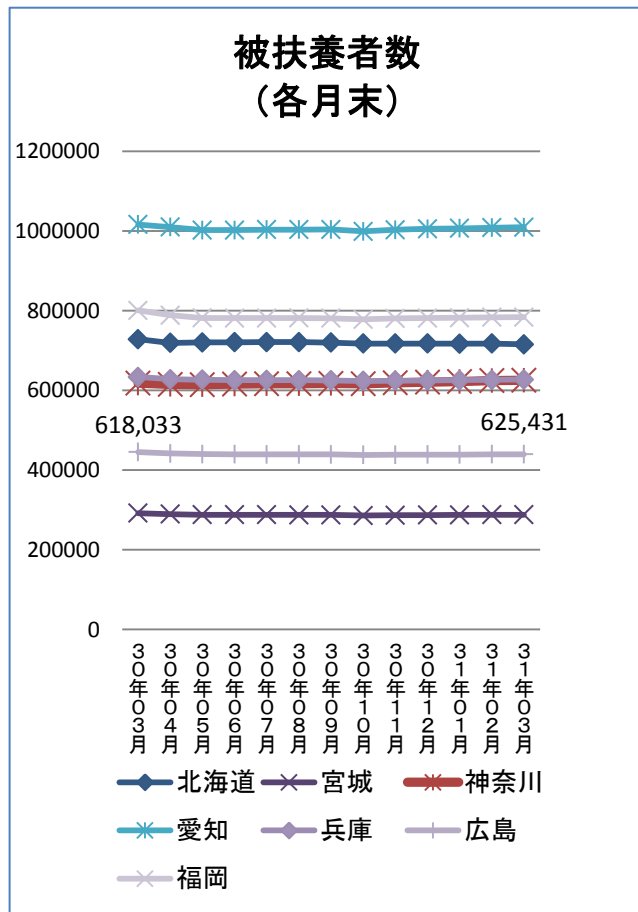 被扶養者数
（各月末）
1200000
1000000
800000
600000
618,033
625,431
400000
200000
0
30年03月
30年04月
30年05月
30年06月
30年07月
30年08月
30年09月
30年10月
30年11月
30年12月
31年01月
31年02月
31年03月
北海道 宮城 神奈川
愛知 兵庫 広島
福岡